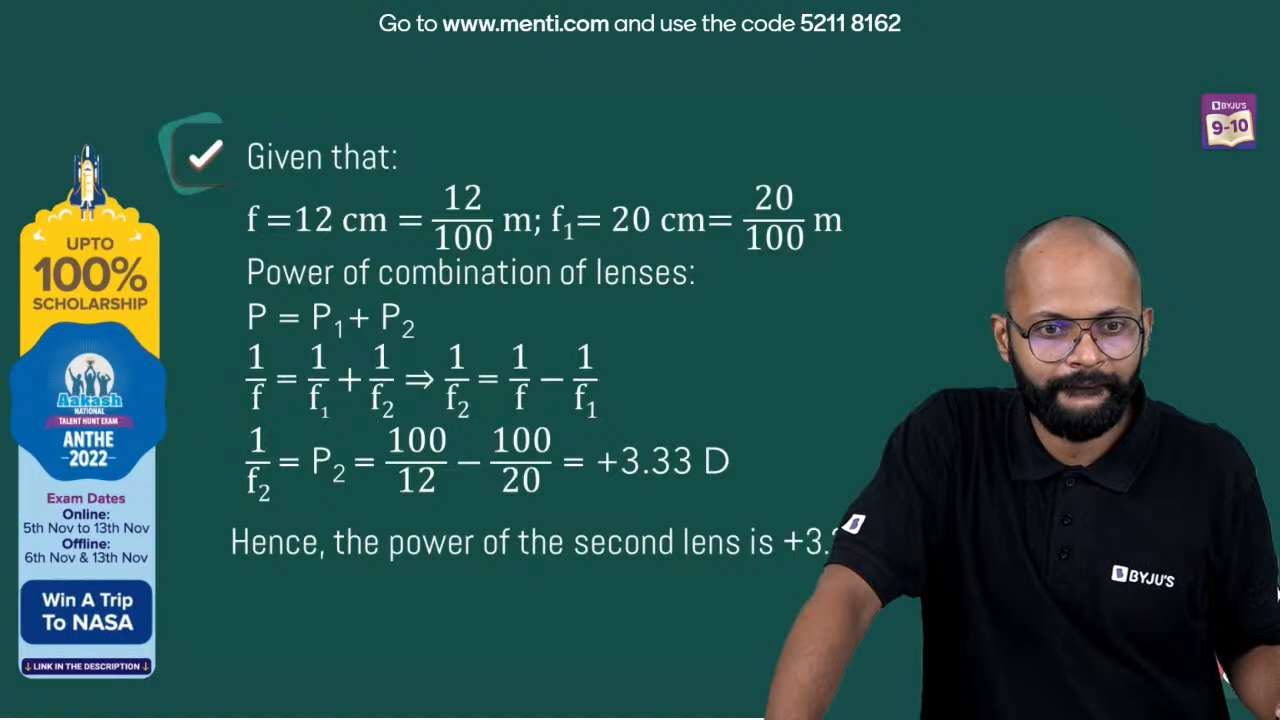 Go to www.menti.com and use the code 5211 8162
BYJU'S
9-10
Given that:
f =12 cm = 12/100 m; f₁= 20 cm= 20/100 m
Power of combination of lenses:
P = P₁+ P₂
1/f = 1/f₁ + 1/f₂ ⇒ 1/f₂ = 1/f − 1/f₁
1/f₂ = P₂ = 100/12 − 100/20 = +3.33 D
Hence, the power of the second lens is +3.
UPTO
100%
SCHOLARSHIP
Aakash
NATIONAL
TALENT HUNT EXAM
ANTHE
-2022-
Exam Dates
Online:
5th Nov to 13th Nov
Offline:
6th Nov & 13th Nov
Win A Trip
To NASA
↓ LINK IN THE DESCRIPTION ↓
BYJU'S